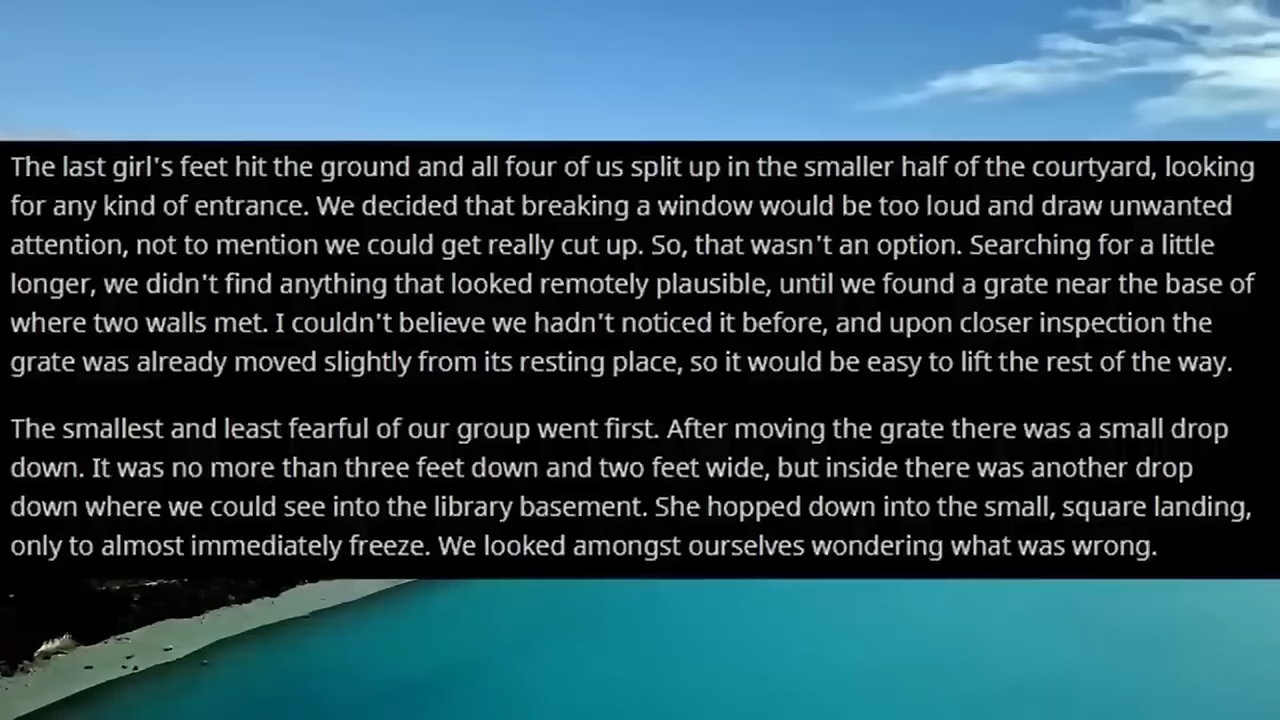 The last girl's feet hit the ground and all four of us split up in the smaller half of the courtyard, looking
for any kind of entrance. We decided that breaking a window would be too loud and draw unwanted
attention, not to mention we could get really cut up. So, that wasn't an option. Searching for a little
longer, we didn't find anything that looked remotely plausible, until we found a grate near the base of
where two walls met. I couldn't believe we hadn't noticed it before, and upon closer inspection the
grate was already moved slightly from its resting place, so it would be easy to lift the rest of the way.
The smallest and least fearful of our group went first. After moving the grate there was a small drop
down. It was no more than three feet down and two feet wide, but inside there was another drop
down where we could see into the library basement. She hopped down into the small, square landing,
only to almost immediately freeze. We looked amongst ourselves wondering what was wrong.